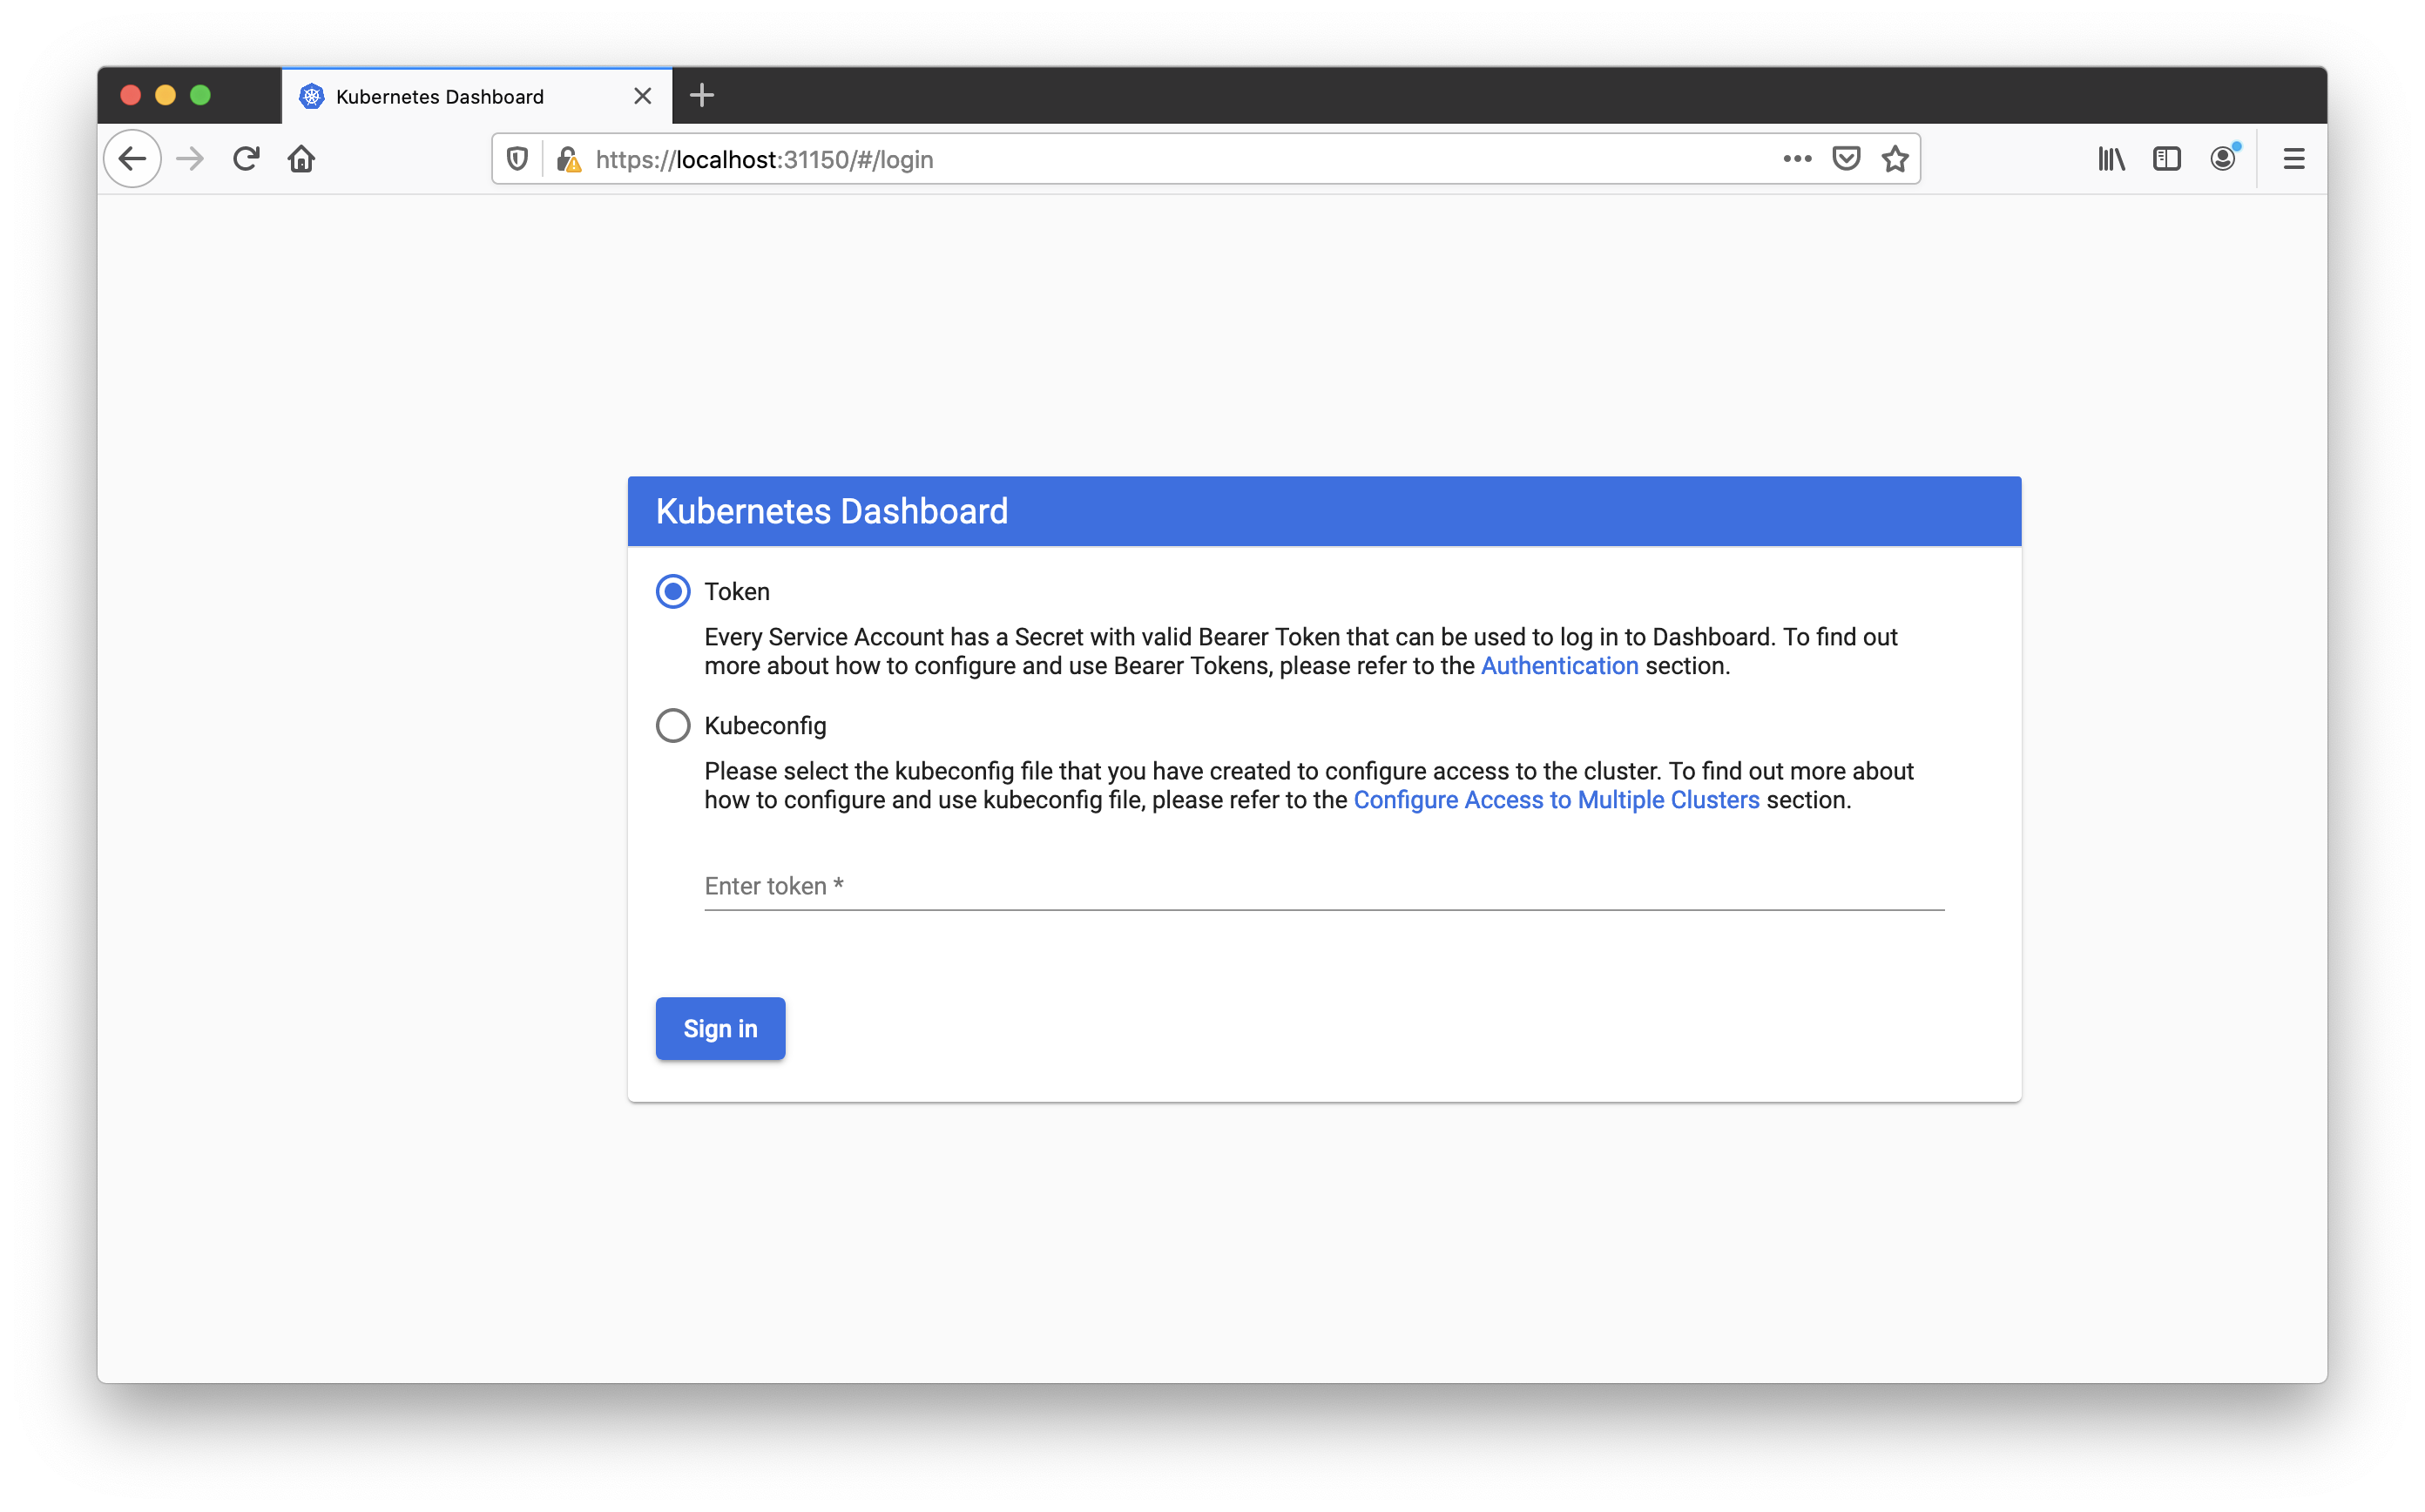 Kubernetes Dashboard
https://localhost:31150/#/login
Kubernetes Dashboard
Token
Every Service Account has a Secret with valid Bearer Token that can be used to log in to Dashboard. To find out
more about how to configure and use Bearer Tokens, please refer to the Authentication section.
Kubeconfig
Please select the kubeconfig file that you have created to configure access to the cluster. To find out more about
how to configure and use kubeconfig file, please refer to the Configure Access to Multiple Clusters section.
Enter token *
Sign in